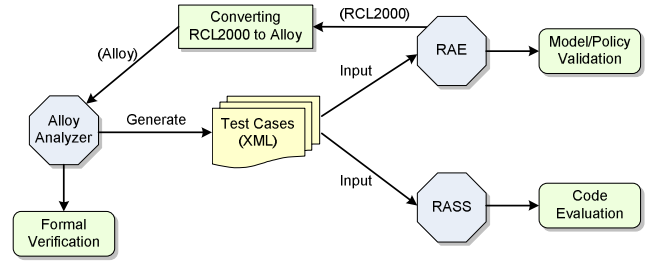 Converting
RCL2000 to Alloy
(RCL2000)
RAE
Model/Policy
Validation
(Alloy)
Input
Alloy
Analyzer
Generate
Test Cases
(XML)
Input
RASS
Code
Evaluation
Formal
Verification